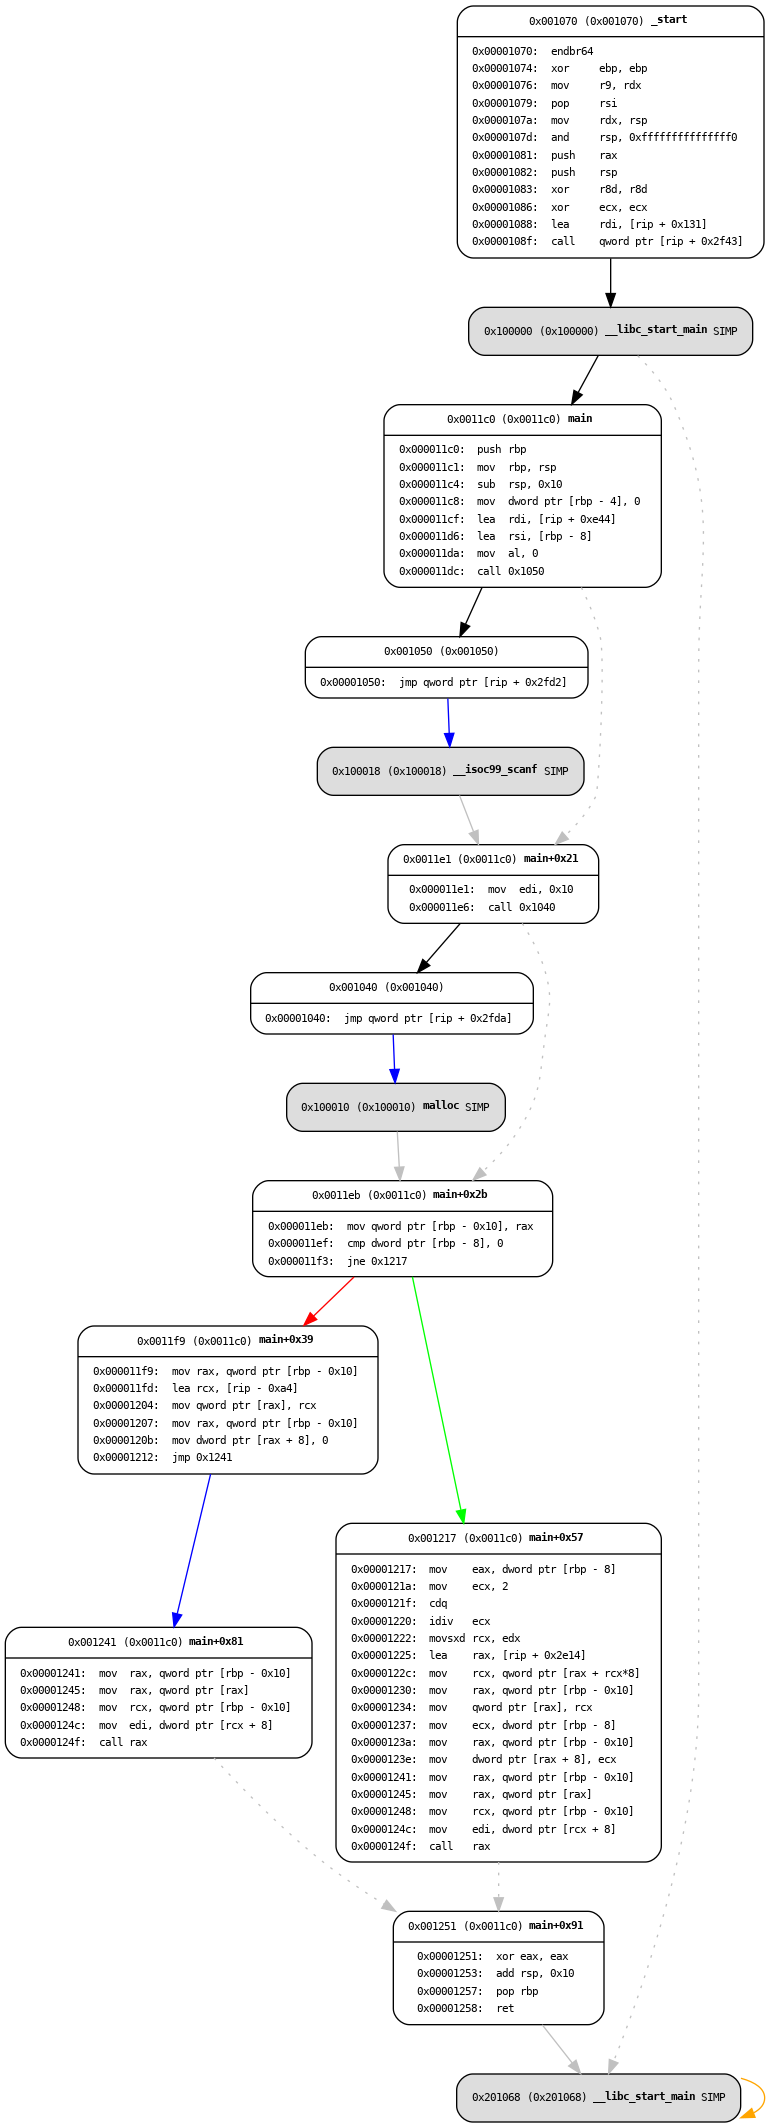 0x001070 (0x001070) _start
0x00001070: endbr64
0x00001074: xor ebp, ebp
0x00001076: mov r9, rdx
0x00001079: pop rsi
0x0000107a: mov rdx, rsp
0x0000107d: and rsp, 0xfffffffffffffff0
0x00001081: push rax
0x00001082: push rsp
0x00001083: xor r8d, r8d
0x00001086: xor ecx, ecx
0x00001088: lea rdi, [rip + 0x131]
0x0000108f: call qword ptr [rip + 0x2f43]
0x100000 (0x100000) __libc_start_main SIMP
0x0011c0 (0x0011c0) main
0x000011c0: push rbp
0x000011c1: mov rbp, rsp
0x000011c4: sub rsp, 0x10
0x000011c8: mov dword ptr [rbp - 4], 0
0x000011cf: lea rdi, [rip + 0xe44]
0x000011d6: lea rsi, [rbp - 8]
0x000011da: mov al, 0
0x000011dc: call 0x1050
0x001050 (0x001050)
0x00001050: jmp qword ptr [rip + 0x2fd2]
0x100018 (0x100018) __isoc99_scanf SIMP
0x0011e1 (0x0011c0) main+0x21
0x000011e1: mov edi, 0x10
0x000011e6: call 0x1040
0x001040 (0x001040)
0x00001040: jmp qword ptr [rip + 0x2fda]
0x100010 (0x100010) malloc SIMP
0x0011eb (0x0011c0) main+0x2b
0x000011eb: mov qword ptr [rbp - 0x10], rax
0x000011ef: cmp dword ptr [rbp - 8], 0
0x000011f3: jne 0x1217
0x0011f9 (0x0011c0) main+0x39
0x000011f9: mov rax, qword ptr [rbp - 0x10]
0x000011fd: lea rcx, [rip - 0xa4]
0x00001204: mov qword ptr [rax], rcx
0x00001207: mov rax, qword ptr [rbp - 0x10]
0x0000120b: mov dword ptr [rax + 8], 0
0x00001212: jmp 0x1241
0x001217 (0x0011c0) main+0x57
0x00001217: mov eax, dword ptr [rbp - 8]
0x0000121a: mov ecx, 2
0x0000121f: cdq
0x00001220: idiv ecx
0x00001222: movsxd rcx, edx
0x00001225: lea rax, [rip + 0x2e14]
0x0000122c: mov rcx, qword ptr [rax + rcx*8]
0x00001230: mov rax, qword ptr [rbp - 0x10]
0x00001234: mov qword ptr [rax], rcx
0x00001237: mov ecx, dword ptr [rbp - 8]
0x0000123a: mov rax, qword ptr [rbp - 0x10]
0x0000123e: mov dword ptr [rax + 8], ecx
0x00001241: mov rax, qword ptr [rbp - 0x10]
0x00001245: mov rax, qword ptr [rax]
0x00001248: mov rcx, qword ptr [rbp - 0x10]
0x0000124c: mov edi, dword ptr [rcx + 8]
0x0000124f: call rax
0x001241 (0x0011c0) main+0x81
0x00001241: mov rax, qword ptr [rbp - 0x10]
0x00001245: mov rax, qword ptr [rax]
0x00001248: mov rcx, qword ptr [rbp - 0x10]
0x0000124c: mov edi, dword ptr [rcx + 8]
0x0000124f: call rax
0x001251 (0x0011c0) main+0x91
0x00001251: xor eax, eax
0x00001253: add rsp, 0x10
0x00001257: pop rbp
0x00001258: ret
0x201068 (0x201068) __libc_start_main SIMP